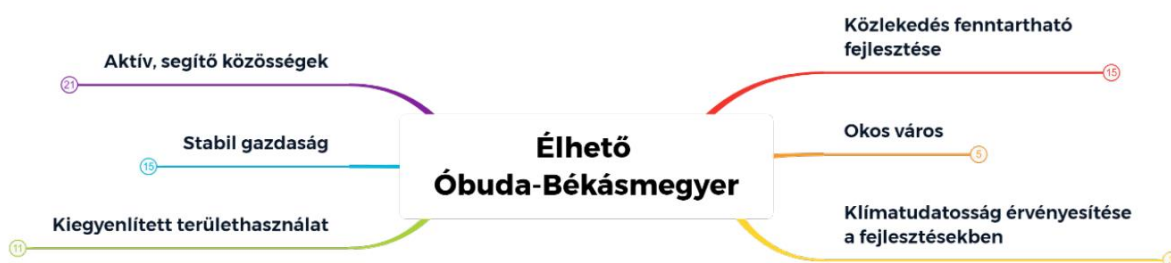 Közlekedés fenntartható
fejlesztése
15
Aktív, segítő közösségek
21
Okos város
5
Élhető
Óbuda-Békásmegyer
Stabil gazdaság
15
Klímatudatosság érvényesítése
a fejlesztésekben
Kiegyenlített területhasználat
11